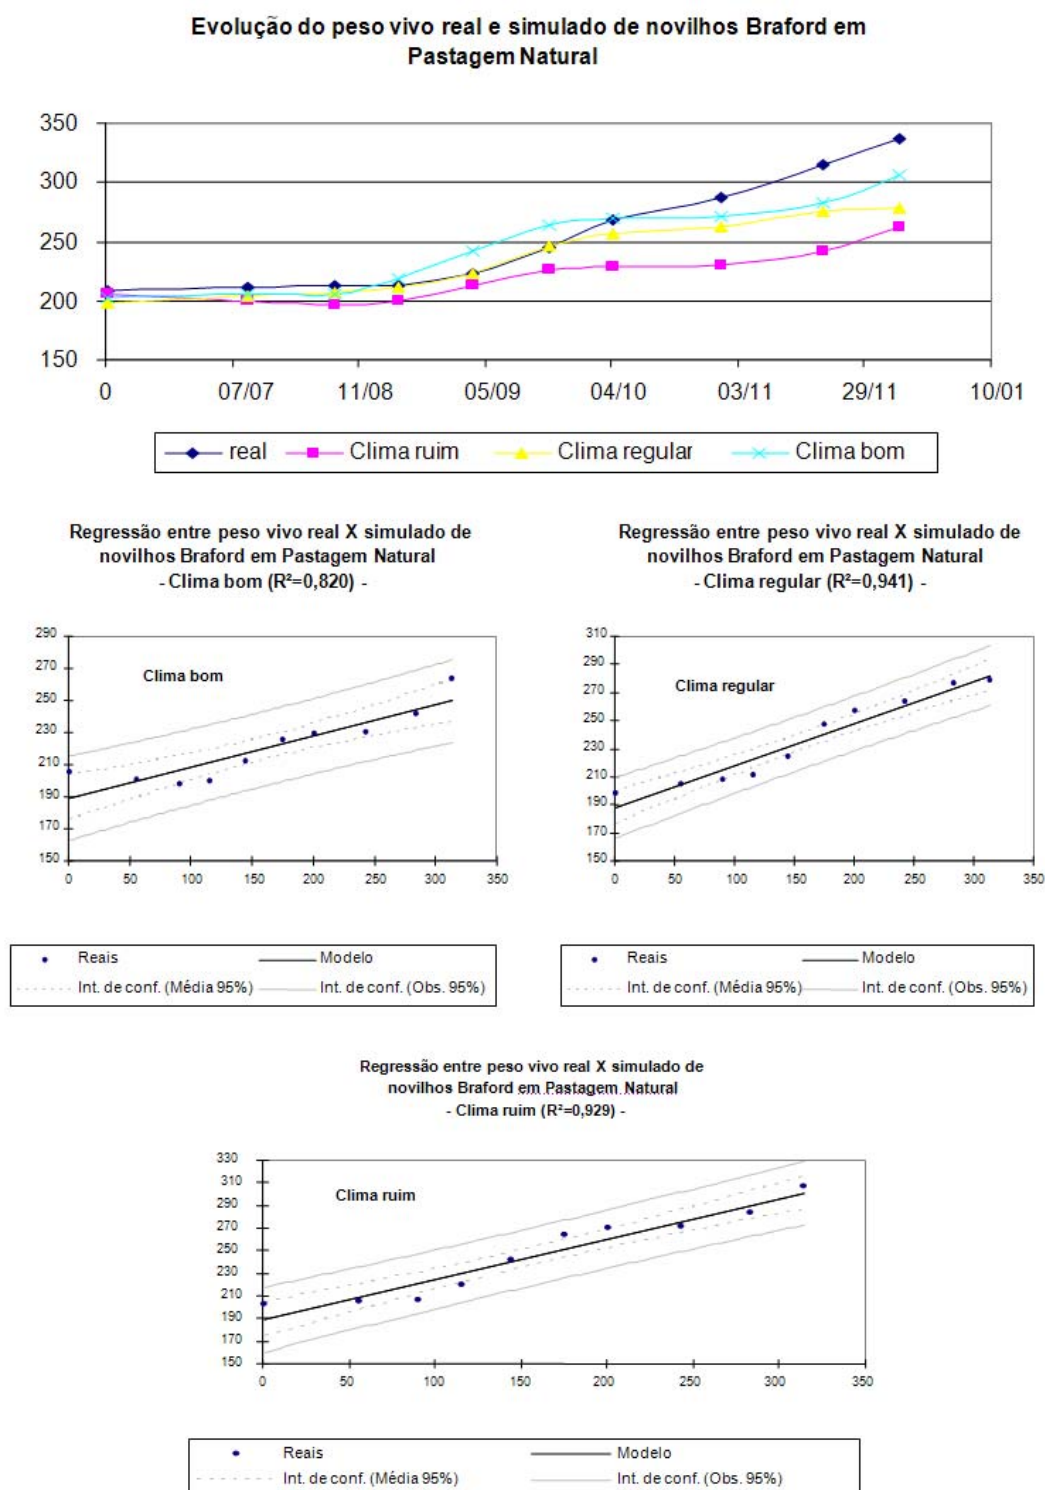 Evolução do peso vivo real e simulado de novilhos Braford em
Pastagem Natural
350
300
250
200
150
0 07/07 11/08 05/09 04/10 03/11 29/11 10/01
real Clima ruim Clima regular Clima bom
Regressão entre peso vivo real X simulado de
novilhos Braford em Pastagem Natural
- Clima bom (R²=0,820) -
290
270
250
230
210
190
170
150
Clima bom
0 50 100 150 200 250 300 350
Reais Modelo
Int. de conf. (Média 95%) Int. de conf. (Obs. 95%)
Regressão entre peso vivo real X simulado de
novilhos Braford em Pastagem Natural
- Clima regular (R²=0,941) -
310
290
270
250
230
210
190
170
150
Clima regular
0 50 100 150 200 250 300 350
Reais Modelo
Int. de conf. (Média 95%) Int. de conf. (Obs. 95%)
Regressão entre peso vivo real X simulado de
novilhos Braford em Pastagem Natural
- Clima ruim (R²=0,929) -
330
310
290
270
250
230
210
190
170
150
Clima ruim
0 50 100 150 200 250 300 350
Reais Modelo
Int. de conf. (Média 95%) Int. de conf. (Obs. 95%)